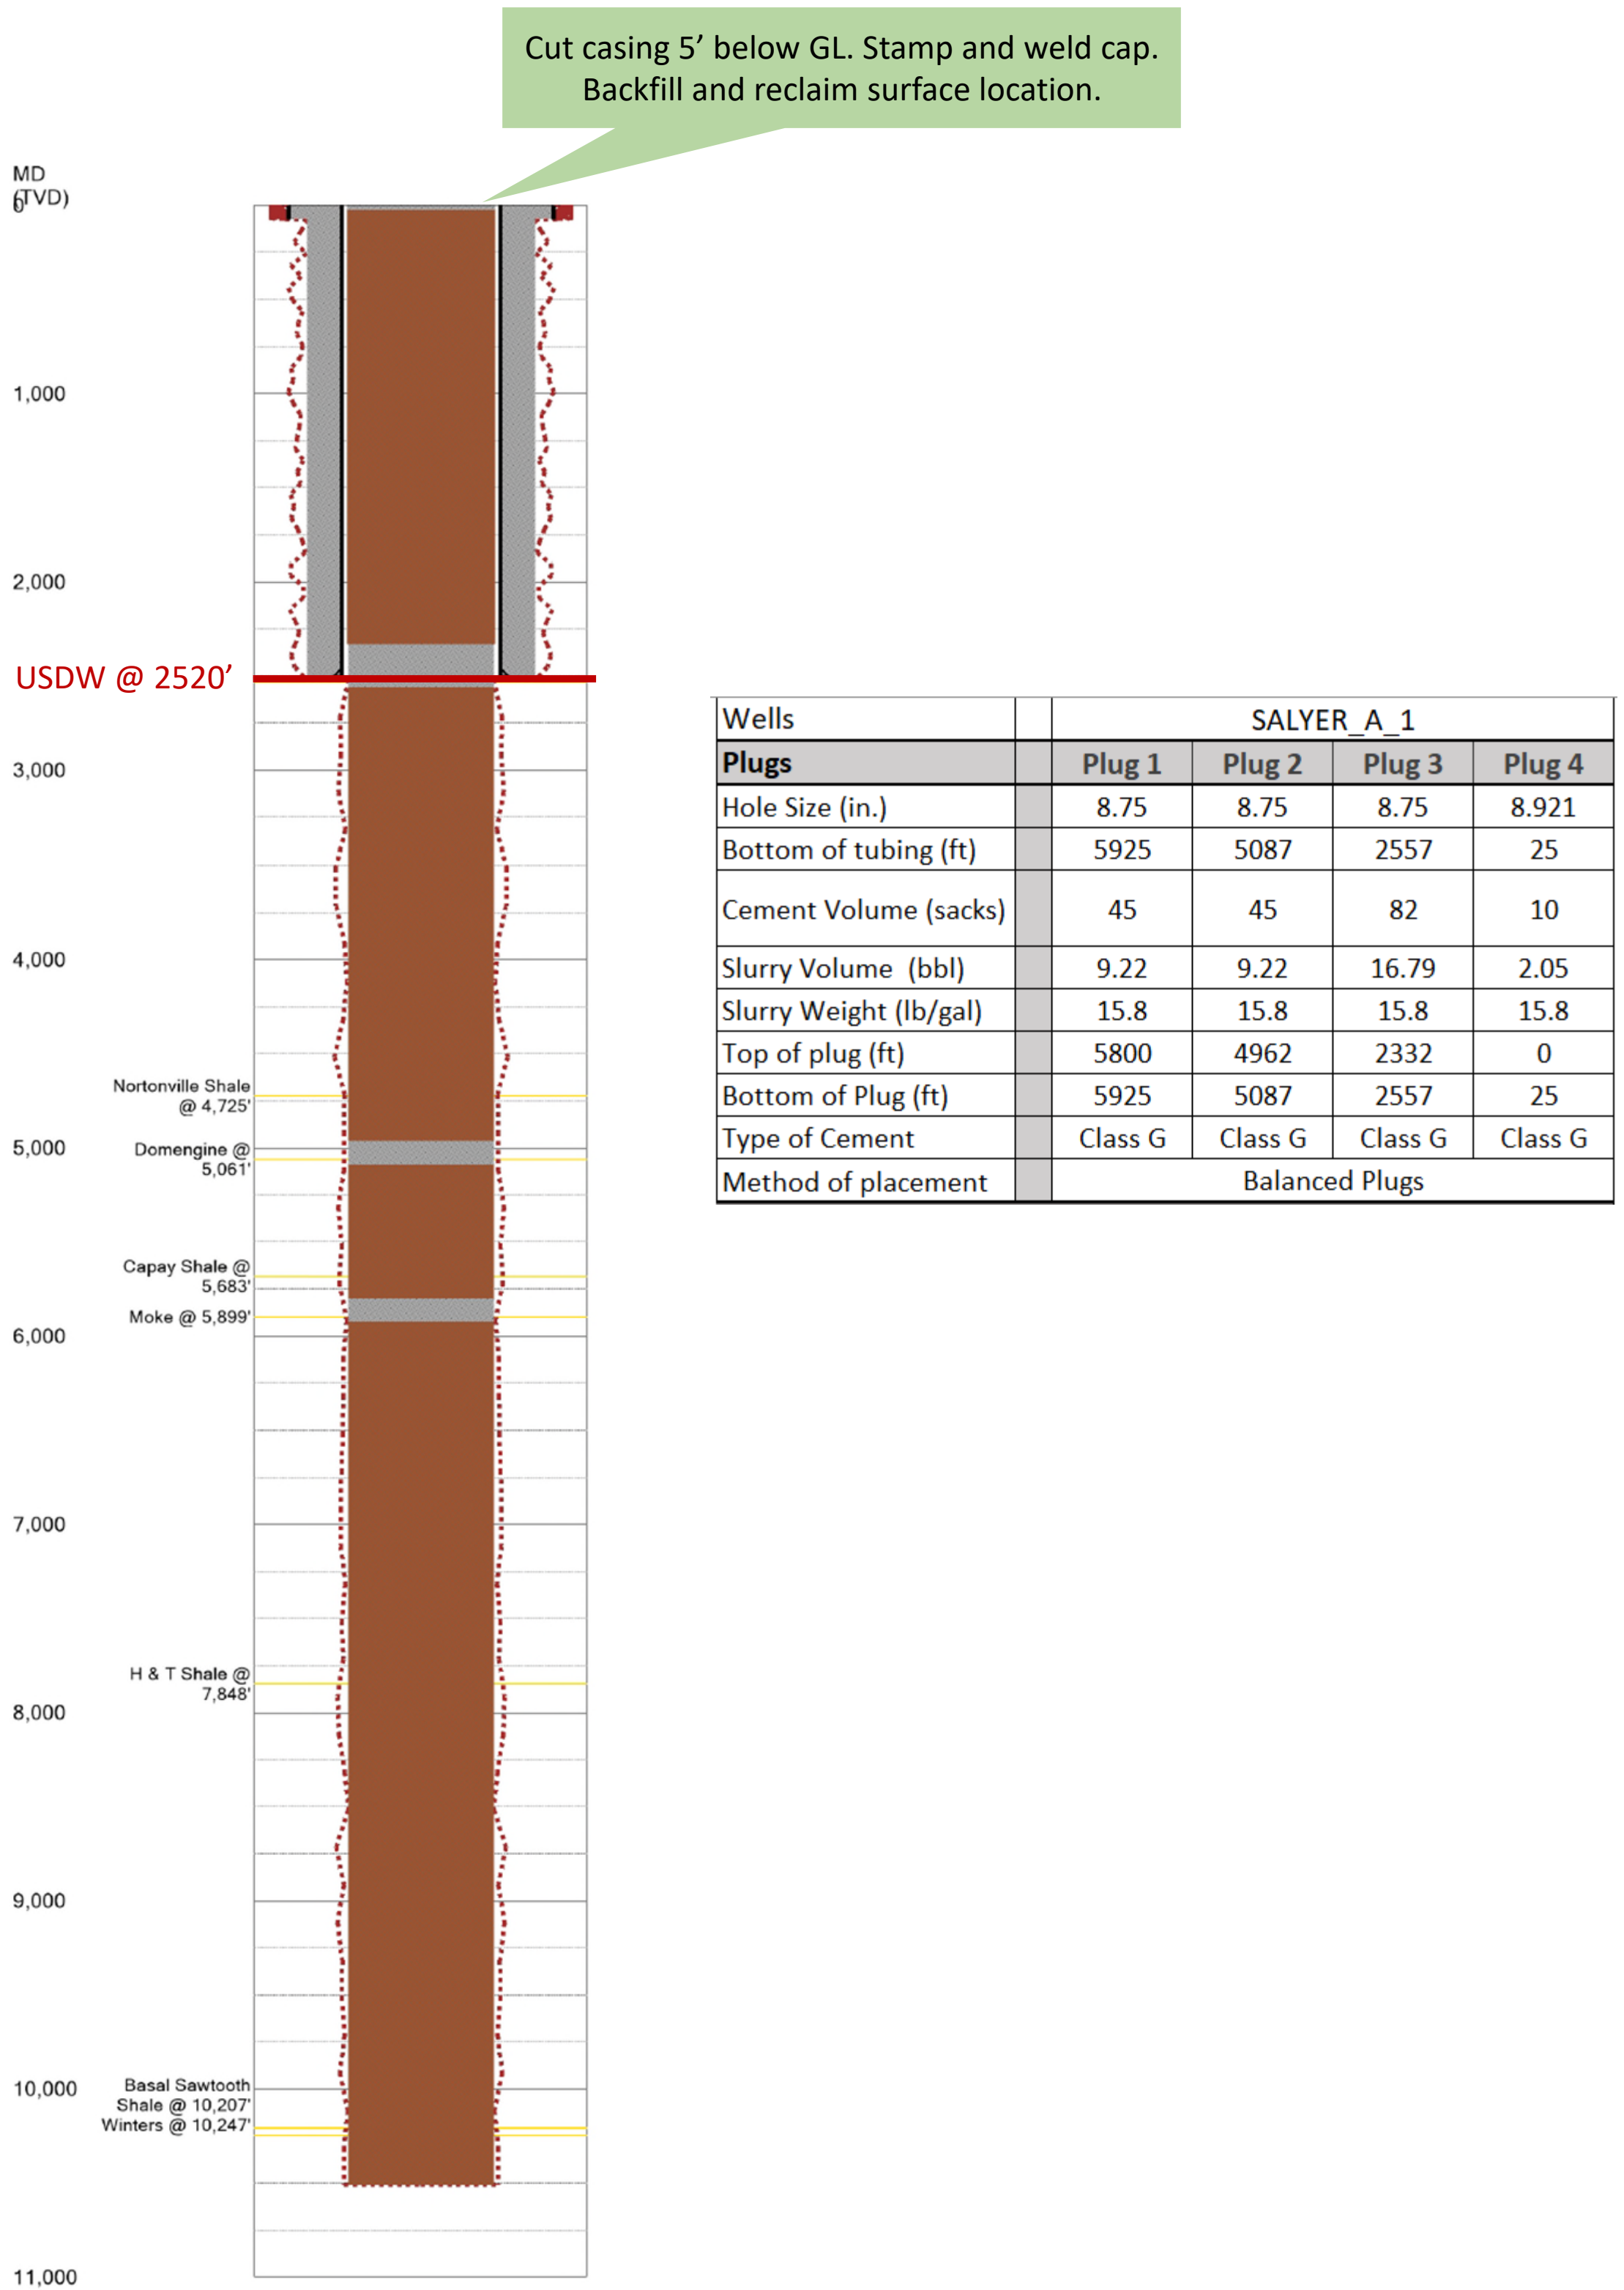 Cut casing 5’ below GL. Stamp and weld cap.
Backfill and reclaim surface location.
MD
(TVD)
0
1,000
2,000
USDW @ 2520’
3,000
4,000
Nortonville Shale
@ 4,725'
5,000
Domengine @
5,061'
Capay Shale @
5,683'
Moke @ 5,899'
6,000
7,000
H & T Shale @
7,848'
8,000
9,000
10,000
Basal Sawtooth
Shale @ 10,207'
Winters @ 10,247'
11,000
Wells SALYER_A_1
Plugs Plug 1 Plug 2 Plug 3 Plug 4
Hole Size (in.) 8.75 8.75 8.75 8.921
Bottom of tubing (ft) 5925 5087 2557 25
Cement Volume (sacks) 45 45 82 10
Slurry Volume (bbl) 9.22 9.22 16.79 2.05
Slurry Weight (lb/gal) 15.8 15.8 15.8 15.8
Top of plug (ft) 5800 4962 2332 0
Bottom of Plug (ft) 5925 5087 2557 25
Type of Cement Class G Class G Class G Class G
Method of placement Balanced Plugs